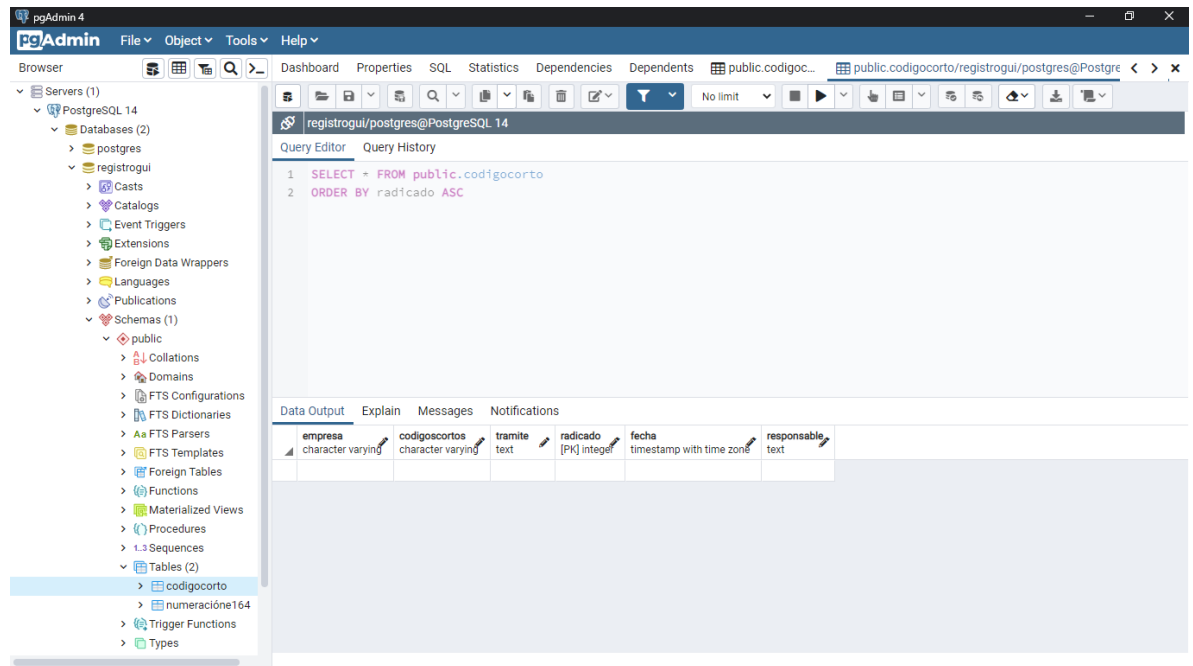 pgAdmin 4
pgAdmin File Object Tools Help
Browser
Dashboard Properties SQL Statistics Dependencies Dependents public.codigoc... public.codigocorto/registrogui/postgres@Postgre
Servers (1)
PostgreSQL 14
Databases (2)
postgres
registrogui
Casts
Catalogs
Event Triggers
Extensions
Foreign Data Wrappers
Languages
Publications
Schemas (1)
public
Collations
Domains
FTS Configurations
FTS Dictionaries
FTS Parsers
FTS Templates
Foreign Tables
Functions
Materialized Views
Procedures
1..3 Sequences
Tables (2)
codigocorto
numeracióne164
Trigger Functions
Types
No limit
registrogui/postgres@PostgreSQL 14
Query Editor Query History
1 SELECT * FROM public.codigocorto
2 ORDER BY radicado ASC
Data Output Explain Messages Notifications
empresa codigoscortos tramite radicado fecha responsable
character varying character varying text [PK] integer timestamp with time zone text